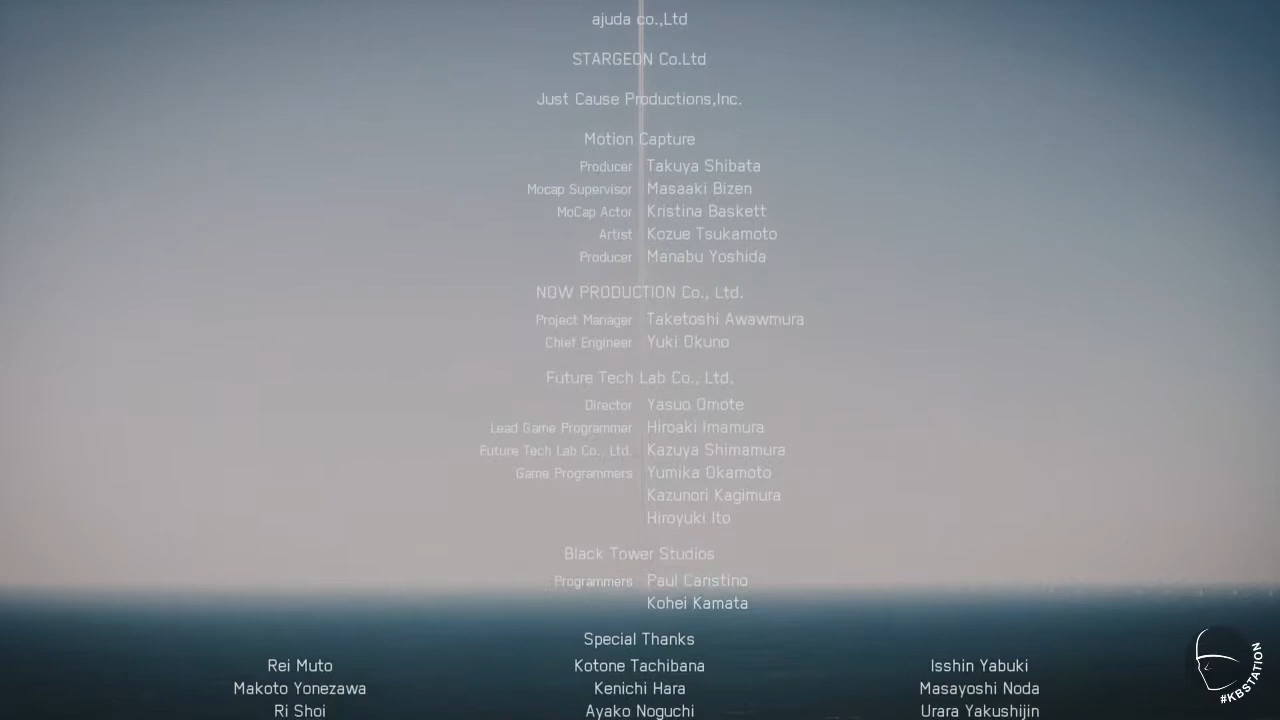 ajuda co.,Ltd
STARGEON Co.Ltd
Just Cause Productions,Inc.
Motion Capture
Producer Takuya Shibata
Mocap Supervisor Masaaki Bizen
MoCap Actor Kristina Baskett
Artist Kozue Tsukamoto
Producer Manabu Yoshida
NOW PRODUCTION Co., Ltd.
Project Manager Taketoshi Awawmura
Chief Engineer Yuki Okuno
Future Tech Lab Co., Ltd.
Director Yasuo Omote
Lead Game Programmer Hiroaki Imamura
Future Tech Lab Co., Ltd. Kazuya Shimamura
Game Programmers Yumika Okamoto
Kazunori Kagimura
Hiroyuki Ito
Black Tower Studios
Programmers Paul Caristino
Kohei Kamata
Special Thanks
Rei Muto Kotone Tachibana Isshin Yabuki
Makoto Yonezawa Kenichi Hara Masayoshi Noda
Ri Shoi Ayako Noguchi Urara Yakushijin
#KBSTATION